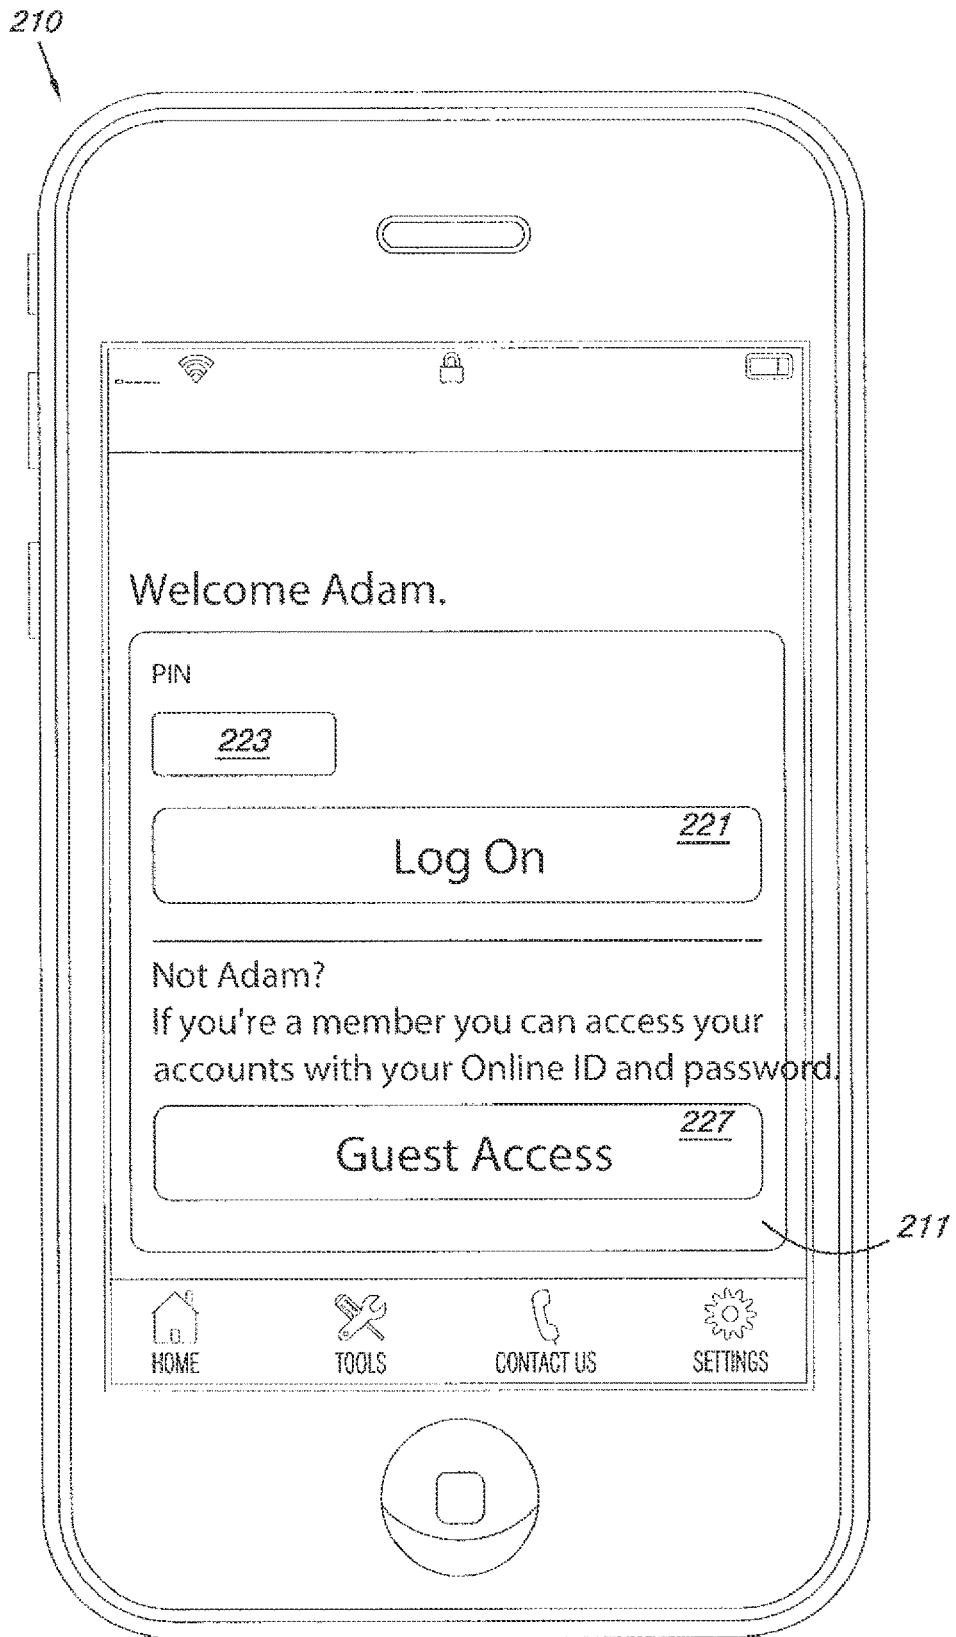 210
Welcome Adam.
PIN
223
221
Log On
Not Adam?
If you're a member you can access your
accounts with your Online ID and password.
227
Guest Access
211
HOME TOOLS CONTACT US SETTINGS